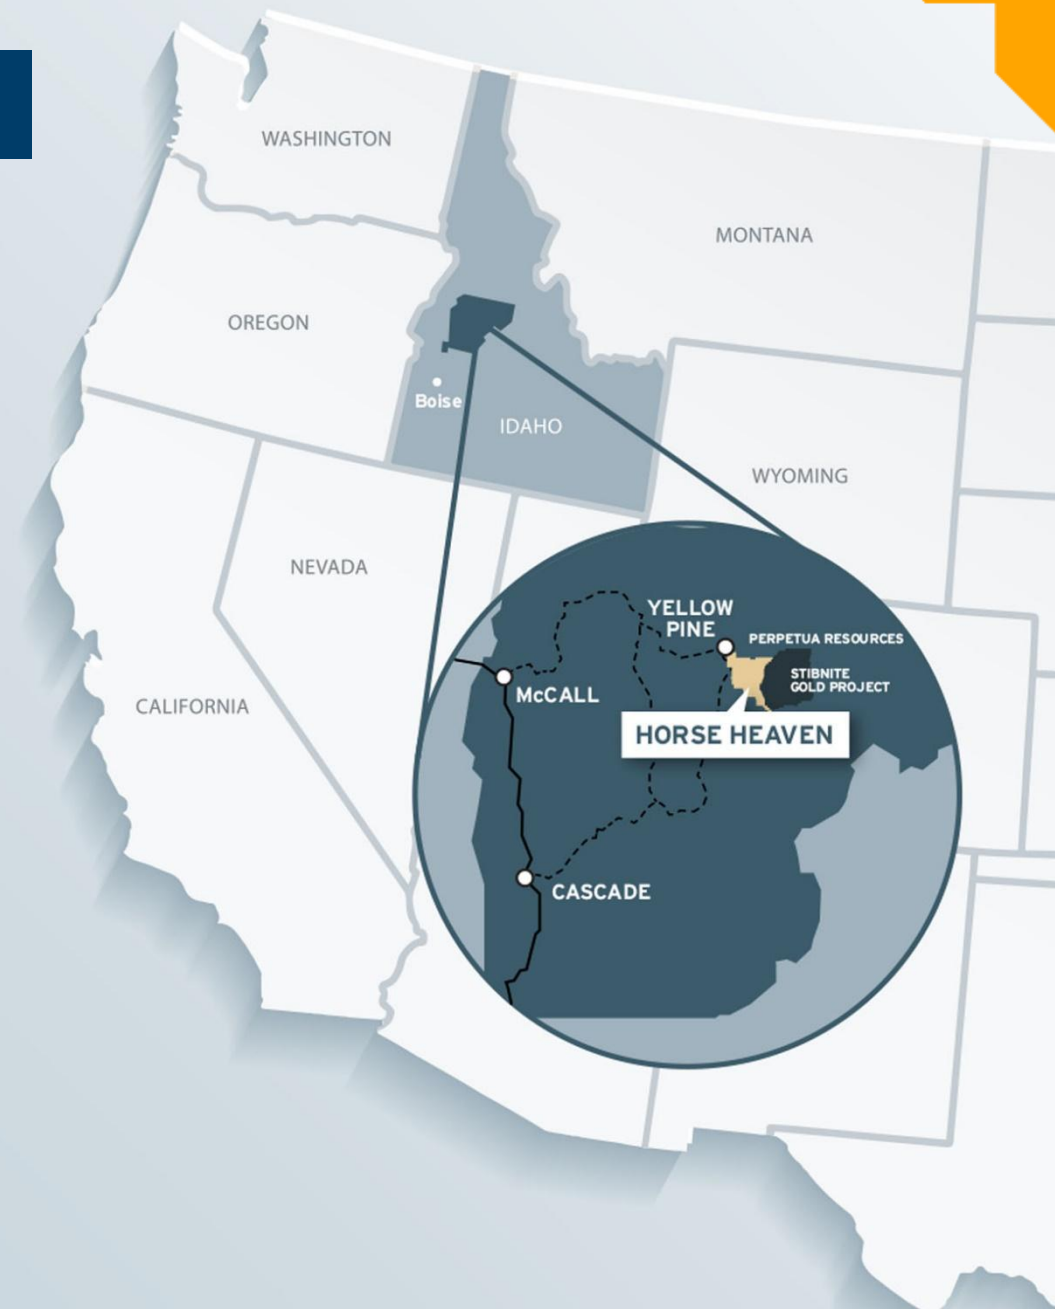 WASHINGTON
MONTANA
OREGON
Boise
IDAHO
WYOMING
NEVADA
YELLOW
PINE
PERPETUA RESOURCES
STIBNITE
GOLD PROJECT
McCALL
CALIFORNIA
HORSE HEAVEN
CASCADE